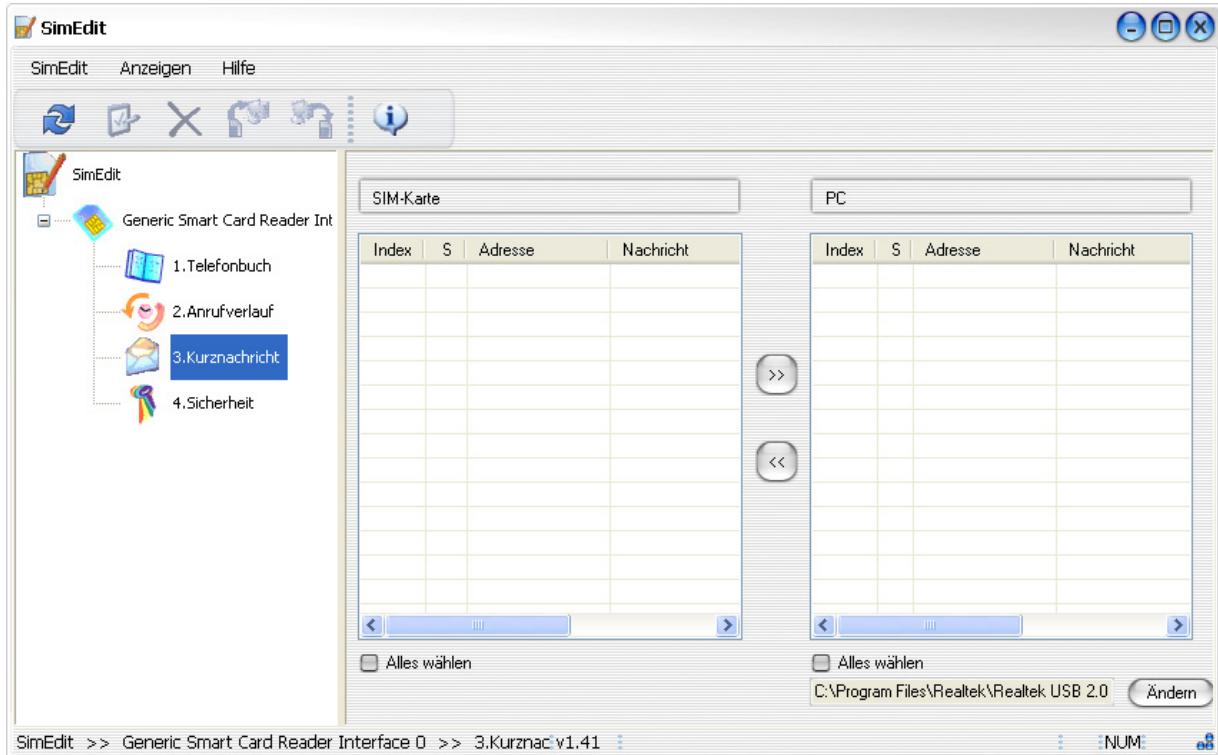 SimEdit
SimEdit Anzeigen Hilfe
SimEdit
Generic Smart Card Reader Int
1.Telefonbuch
2.Anrufverlauf
3.Kurznachricht
4.Sicherheit
SIM-Karte
Index S Adresse Nachricht
>>
<<
Alles wählen
PC
Index S Adresse Nachricht
Alles wählen
C:\Program Files\Realtek\Realtek USB 2.0
Ändern
SimEdit >> Generic Smart Card Reader Interface 0 >> 3.Kurznac v1.41 NUM